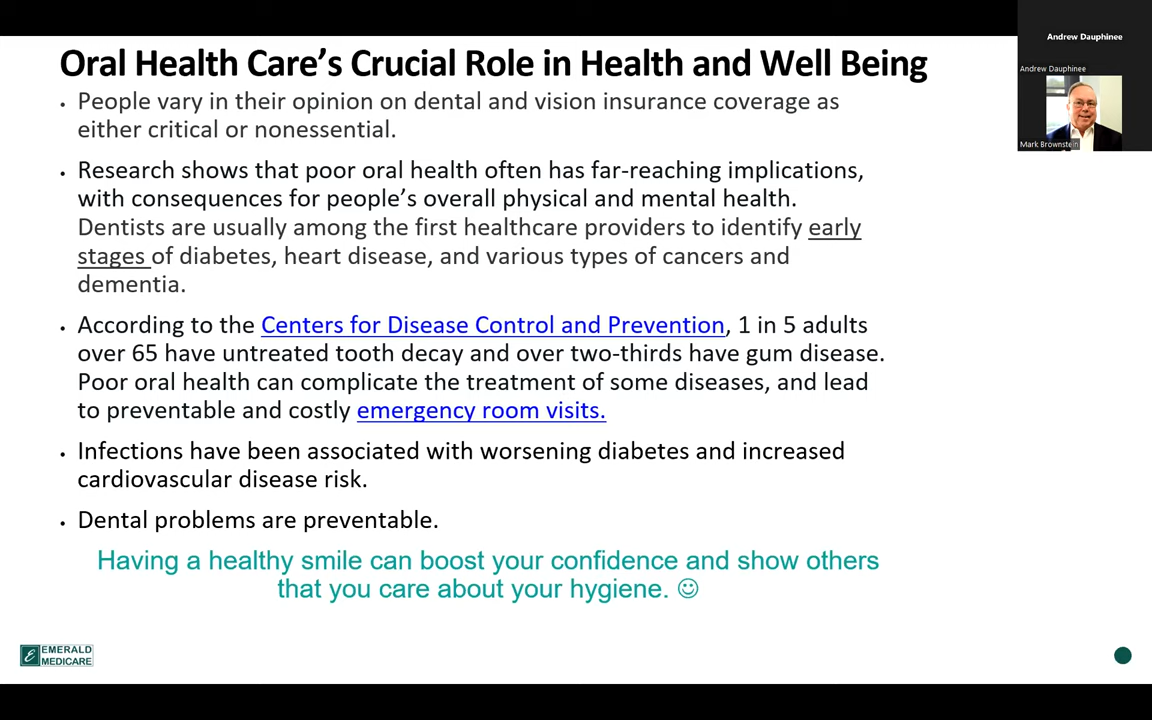 Oral Health Care’s Crucial Role in Health and Well Being
• People vary in their opinion on dental and vision insurance coverage as
either critical or nonessential.
• Research shows that poor oral health often has far-reaching implications,
with consequences for people’s overall physical and mental health.
Dentists are usually among the first healthcare providers to identify early
stages of diabetes, heart disease, and various types of cancers and
dementia.
• According to the Centers for Disease Control and Prevention, 1 in 5 adults
over 65 have untreated tooth decay and over two-thirds have gum disease.
Poor oral health can complicate the treatment of some diseases, and lead
to preventable and costly emergency room visits.
• Infections have been associated with worsening diabetes and increased
cardiovascular disease risk.
• Dental problems are preventable.
Having a healthy smile can boost your confidence and show others
that you care about your hygiene. ☺
E EMERALD
MEDICARE
Andrew Dauphinee
Andrew Dauphinee
Mark Brownstein